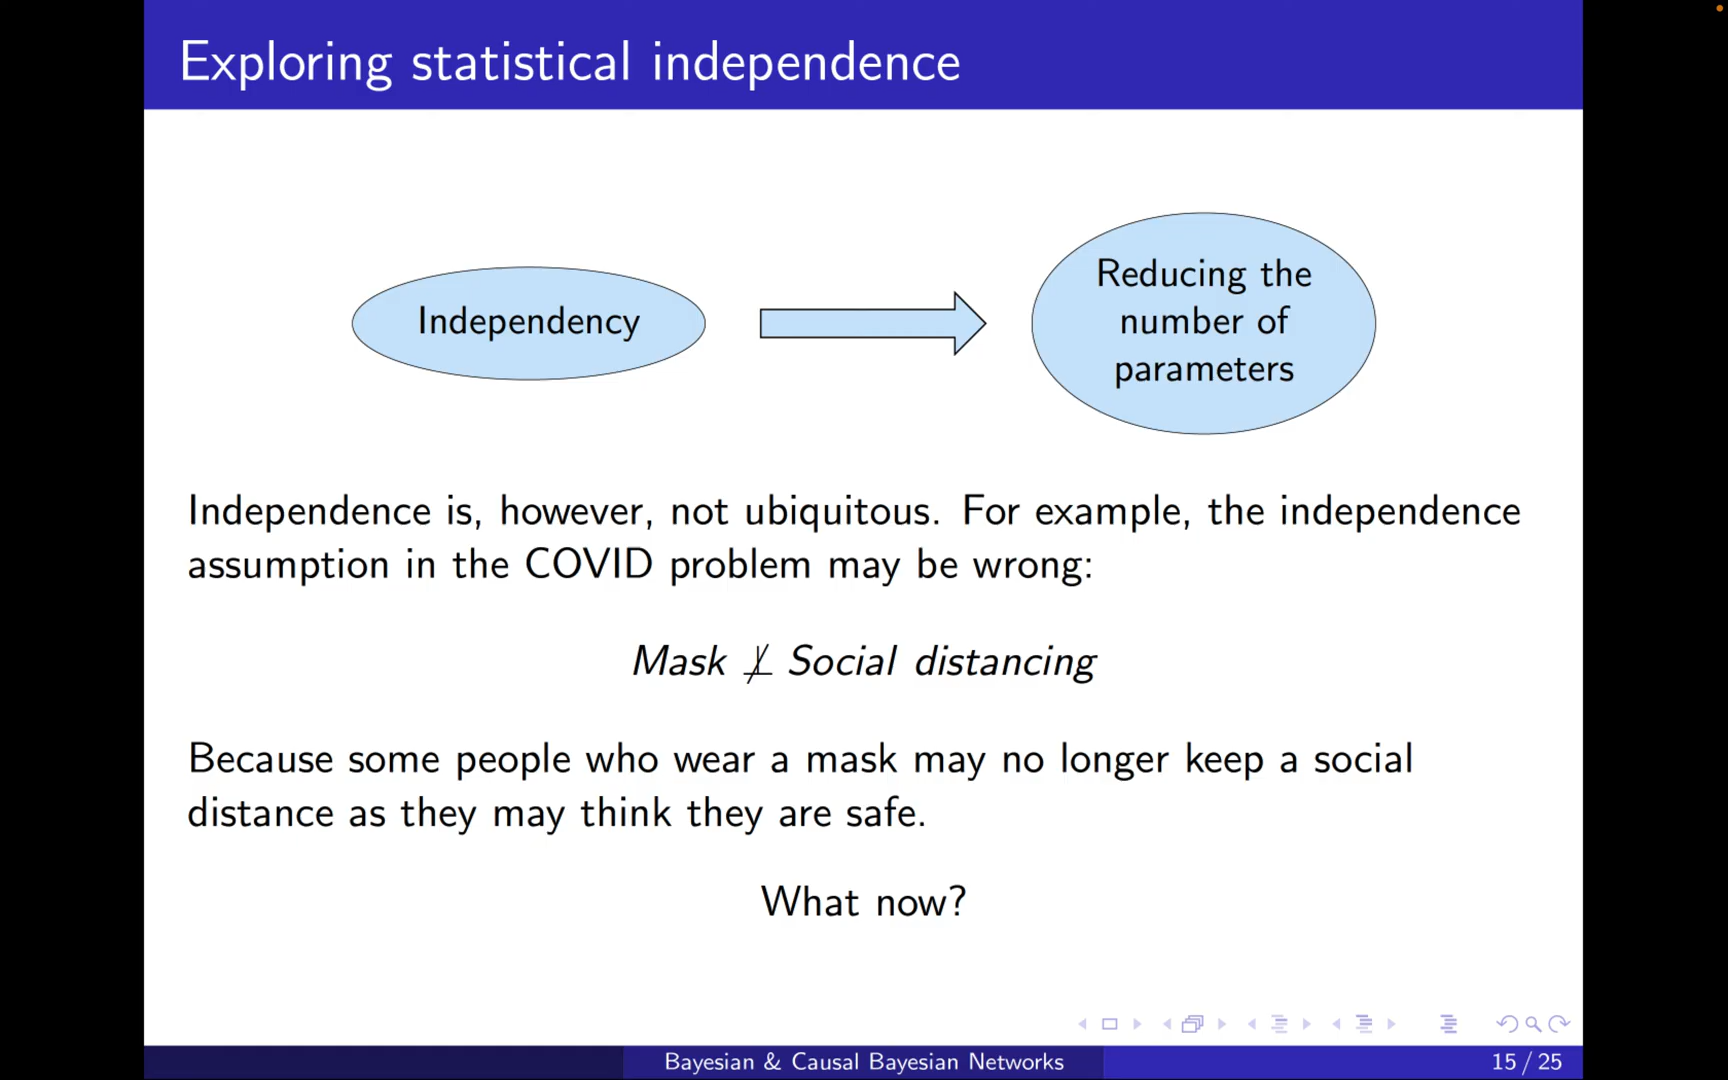 Exploring statistical independence
Independency
Reducing the
number of
parameters
Independence is, however, not ubiquitous. For example, the independence
assumption in the COVID problem may be wrong:
Mask ⊥̸ Social distancing
Because some people who wear a mask may no longer keep a social
distance as they may think they are safe.
What now?
Bayesian & Causal Bayesian Networks
15 / 25